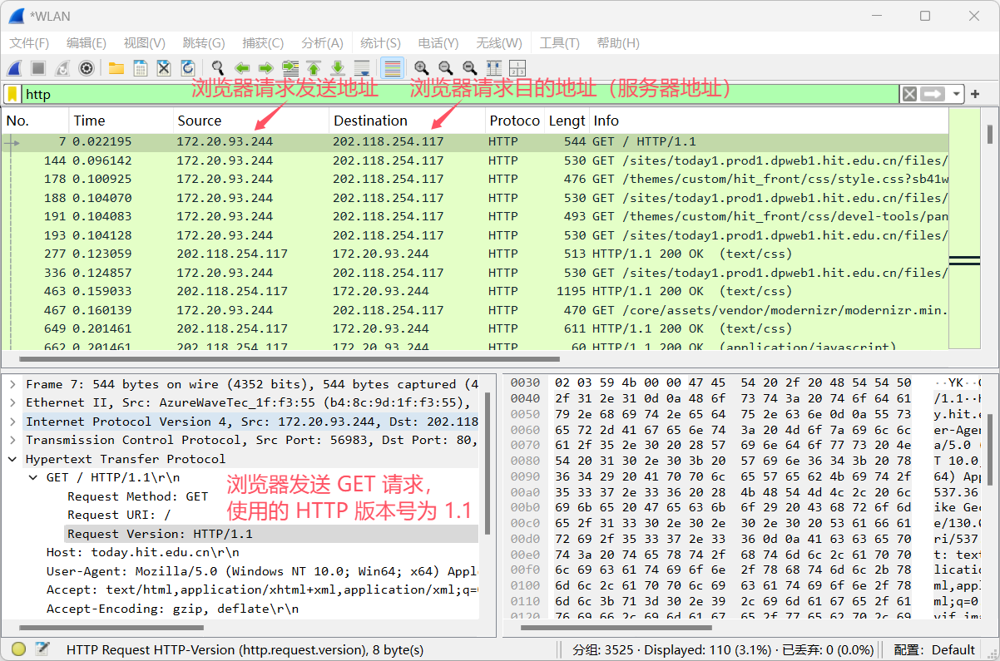 *WLAN
文件(F) 编辑(E) 视图(V) 跳转(G) 捕获(C) 分析(A) 统计(S) 电话(Y) 无线(W) 工具(T) 帮助(H)
浏览器请求发送地址 浏览器请求目的地址（服务器地址）
http
No. Time Source Destination Protoco Lengt Info
7 0.022195 172.20.93.244 202.118.254.117 HTTP 544 GET / HTTP/1.1
144 0.096142 172.20.93.244 202.118.254.117 HTTP 530 GET /sites/today1.prod1.dpweb1.hit.edu.cn/files/
178 0.100925 172.20.93.244 202.118.254.117 HTTP 476 GET /themes/custom/hit_front/css/style.css?sb41w
188 0.104070 172.20.93.244 202.118.254.117 HTTP 530 GET /sites/today1.prod1.dpweb1.hit.edu.cn/files/
191 0.104083 172.20.93.244 202.118.254.117 HTTP 493 GET /themes/custom/hit_front/css/devel-tools/pan
193 0.104128 172.20.93.244 202.118.254.117 HTTP 530 GET /sites/today1.prod1.dpweb1.hit.edu.cn/files/
277 0.123059 202.118.254.117 172.20.93.244 HTTP 513 HTTP/1.1 200 OK (text/css)
336 0.124857 172.20.93.244 202.118.254.117 HTTP 530 GET /sites/today1.prod1.dpweb1.hit.edu.cn/files/
463 0.159033 202.118.254.117 172.20.93.244 HTTP 1195 HTTP/1.1 200 OK (text/css)
467 0.160139 172.20.93.244 202.118.254.117 HTTP 470 GET /core/assets/vendor/modernizr/modernizr.min.
649 0.201461 202.118.254.117 172.20.93.244 HTTP 611 HTTP/1.1 200 OK (text/css)
662 0.201461 202.118.254.117 172.20.93.244 HTTP 60 HTTP/1.1 200 OK (application/javascript)
Frame 7: 544 bytes on wire (4352 bits), 544 bytes captured (4
Ethernet II, Src: AzureWaveTec_1f:f3:55 (b4:8c:9d:1f:f3:55),
Internet Protocol Version 4, Src: 172.20.93.244, Dst: 202.118
Transmission Control Protocol, Src Port: 56983, Dst Port: 80,
Hypertext Transfer Protocol
GET / HTTP/1.1\r\n
Request Method: GET
Request URI: /
Request Version: HTTP/1.1
Host: today.hit.edu.cn\r\n
User-Agent: Mozilla/5.0 (Windows NT 10.0; Win64; x64) Appl
Accept: text/html,application/xhtml+xml,application/xml;q=
Accept-Encoding: gzip, deflate\r\n
浏览器发送 GET 请求，
使用的 HTTP 版本号为 1.1
0030 02 03 59 4b 00 00 47 45 54 20 2f 20 48 54 54 50 ··YK··
0040 2f 31 2e 31 0d 0a 48 6f 73 74 3a 20 74 6f 64 61 /1.1··
0050 79 2e 68 69 74 2e 65 64 75 2e 63 6e 0d 0a 55 73 y.hit.e
0060 65 72 2d 41 67 65 6e 74 3a 20 4d 6f 7a 69 6c 6c er-Agen
0070 61 2f 35 2e 30 20 28 57 69 6e 64 6f 77 73 20 4e a/5.0
0080 54 20 31 30 2e 30 3b 20 57 69 6e 36 34 3b 20 78 T 10.0
0090 36 34 29 20 41 70 70 6c 65 57 65 62 4b 69 74 2f 64) App
00a0 35 33 37 2e 33 36 20 28 4b 48 54 4d 4c 2c 20 6c 537.36
00b0 69 6b 65 20 47 65 63 6b 6f 29 20 43 68 72 6f 6d ike Gec
00c0 65 2f 31 33 30 2e 30 2e 30 2e 30 20 53 61 66 61 e/130.0
00d0 72 69 2f 35 33 37 2e 33 36 0d 0a 41 63 63 65 70 ri/537
00e0 74 3a 20 74 65 78 74 2f 68 74 6d 6c 2c 61 70 70 t: text
00f0 6c 69 63 61 74 69 6f 6e 2f 78 68 74 6d 6c 2b 78 licatio
0100 6d 6c 2c 61 70 70 6c 69 63 61 74 69 6f 6e 2f 78 ml,appl
0110 6d 6c 3b 71 3d 30 2e 39 2c 69 6d 61 67 65 2f 61 ml;q=0
0120 76 69 66 2c 69 6d 61 67 65 2f 77 65 62 70 2c 69
HTTP Request HTTP-Version (http.request.version), 8 byte(s) 分组: 3525 · Displayed: 110 (3.1%) · 已丢弃: 0 (0.0%) 配置: Default